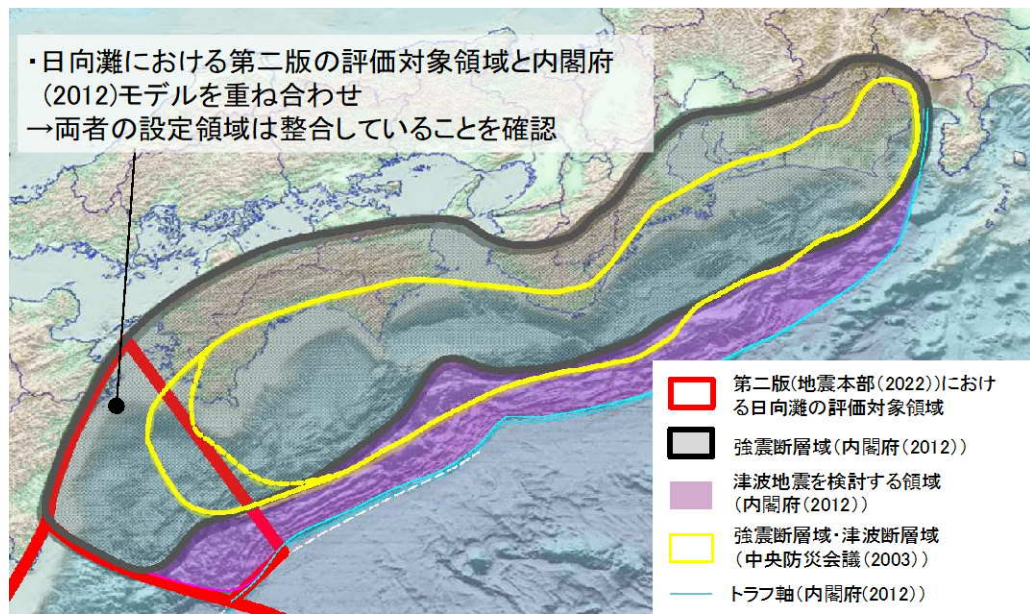 ・日向灘における第二版の評価対象領域と内閣府
(2012)モデルを重ね合わせ
→両者の設定領域は整合していることを確認
第二版(地震本部(2022))におけ
る日向灘の評価対象領域
強震断層域(内閣府(2012))
津波地震を検討する領域
(内閣府(2012))
強震断層域・津波断層域
(中央防災会議(2003))
トラフ軸(内閣府(2012))